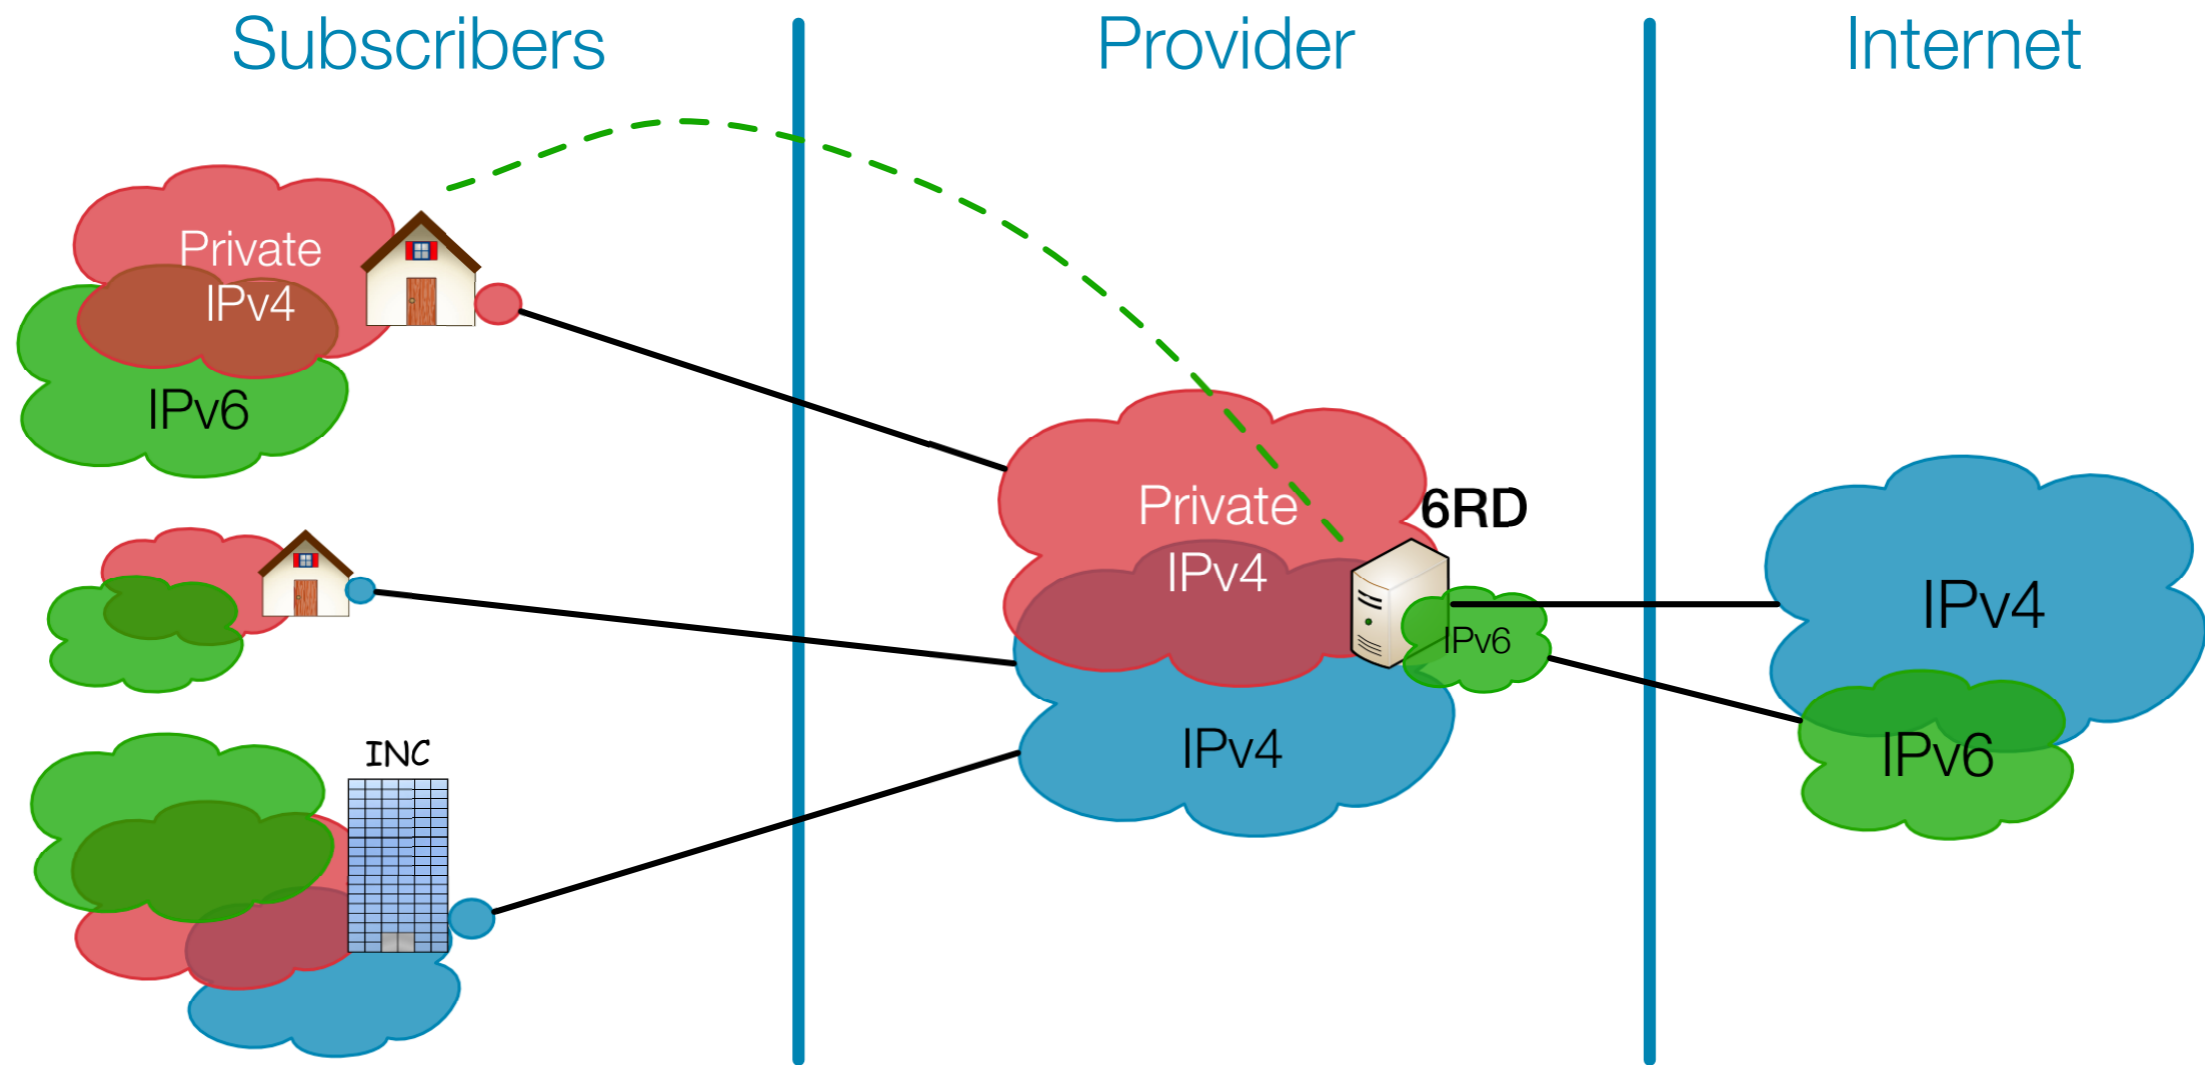 Subscribers
Provider
Internet
Private
IPv4
IPv6
INC
Private
IPv4
6RD
IPv6
IPv4
IPv4
IPv6